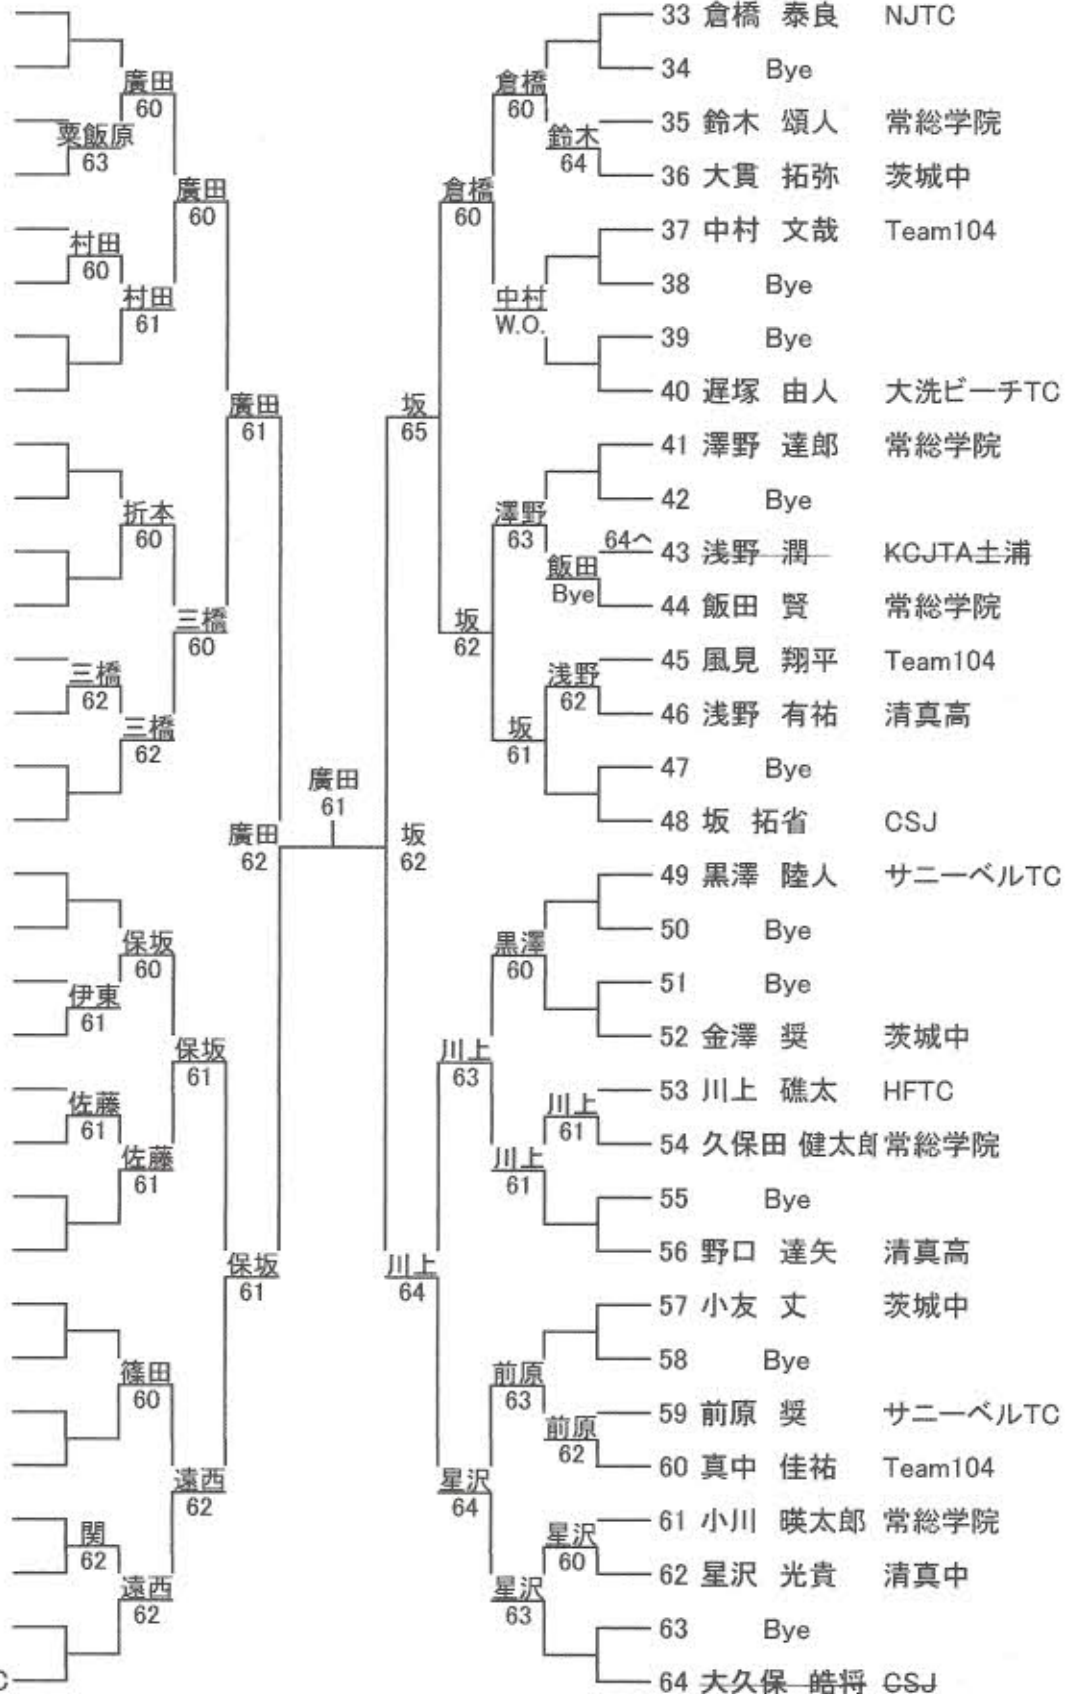 33 倉橋 泰良 NJTC
34 Bye
35 鈴木 頌人 常総学院
36 大貫 拓弥 茨城中
37 中村 文哉 Team104
38 Bye
39 Bye
40 遅塚 由人 大洗ビーチTC
41 澤野 達郎 常総学院
42 Bye
64へ
43 浅野 潤 KCJTA土浦
44 飯田 賢 常総学院
45 風見 翔平 Team104
46 浅野 有祐 清真高
47 Bye
48 坂 拓省 CSJ
49 黒澤 陸人 サニーベルTC
50 Bye
51 Bye
52 金澤 奨 茨城中
53 川上 礁太 HFTC
54 久保田 健太郎 常総学院
55 Bye
56 野口 達矢 清真高
57 小友 丈 茨城中
58 Bye
59 前原 奨 サニーベルTC
60 真中 佳祐 Team104
61 小川 暎太郎 常総学院
62 星沢 光貴 清真中
63 Bye
64 大久保 皓将 CSJ
鈴木
64
飯田
Bye
浅野
62
川上
61
前原
62
星沢
60
倉橋
60
中村
W.O.
澤野
63
坂
61
黒澤
60
川上
61
前原
63
星沢
63
倉橋
60
坂
62
川上
63
星沢
64
坂
65
川上
64
坂
62
廣田
61
廣田
62
廣田
61
保坂
61
廣田
60
三橋
60
保坂
61
遠西
62
廣田
60
村田
61
折本
60
三橋
62
保坂
60
佐藤
61
篠田
60
遠西
62
粟飯原
63
村田
60
三橋
62
伊東
61
佐藤
61
関
62